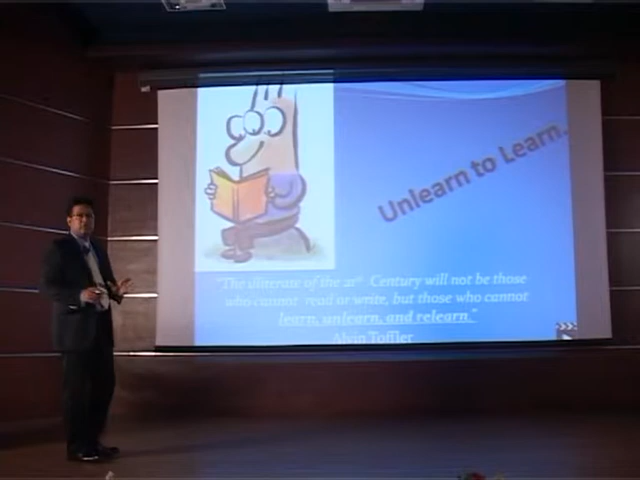 Unlearn to Learn.
"The illiterate of the 21st Century will not be those
who cannot read or write, but those who cannot
learn, unlearn, and relearn."
Alvin Toffler